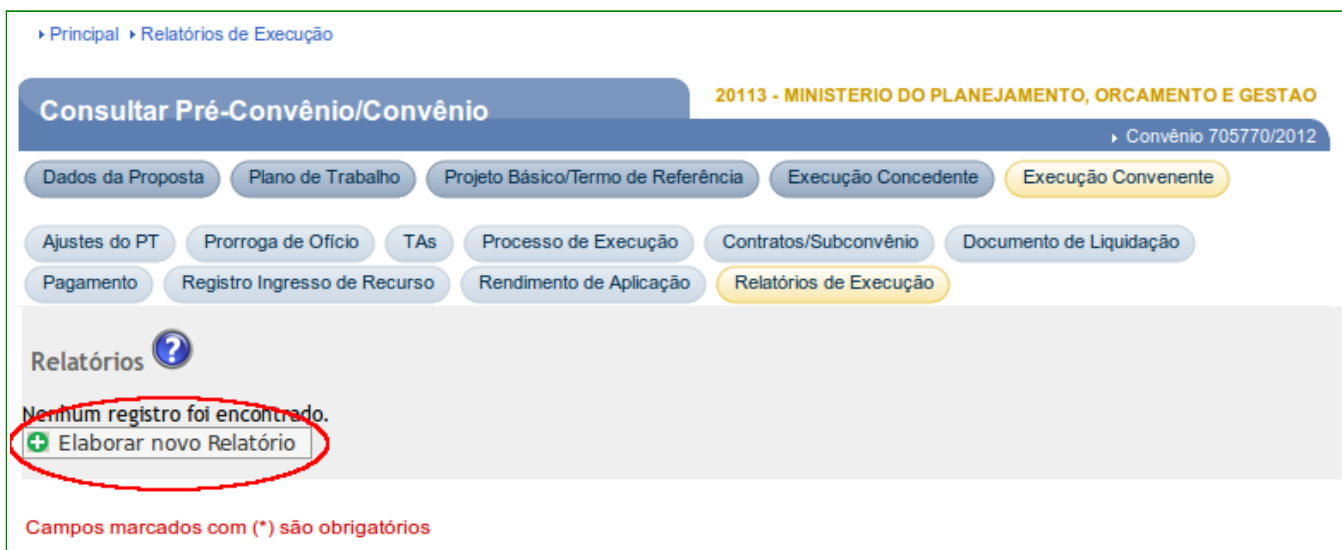 Principal Relatórios de Execução
Consultar Pré-Convênio/Convênio
20113 - MINISTERIO DO PLANEJAMENTO, ORCAMENTO E GESTAO
Convênio 705770/2012
Dados da Proposta Plano de Trabalho Projeto Básico/Termo de Referência Execução Concedente Execução Convenente
Ajustes do PT Prorroga de Ofício TAs Processo de Execução Contratos/Subconvênio Documento de Liquidação
Pagamento Registro Ingresso de Recurso Rendimento de Aplicação Relatórios de Execução
Relatórios ?
Nenhum registro foi encontrado.
Elaborar novo Relatório
Campos marcados com (*) são obrigatórios